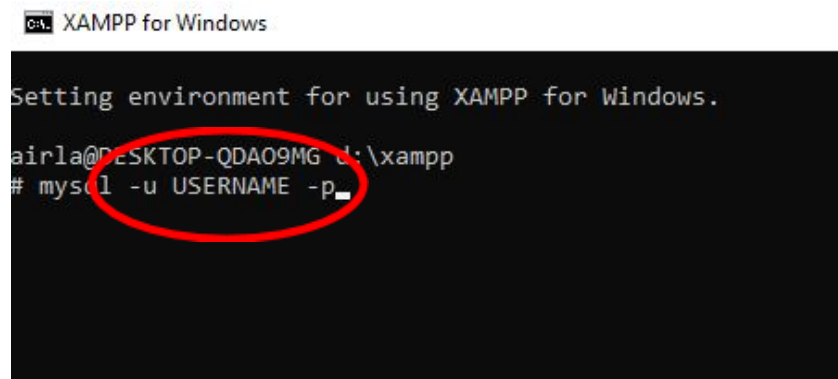 XAMPP for Windows
Setting environment for using XAMPP for Windows.
airla@DESKTOP-QDAO9MG d:\xampp
# mysql -u USERNAME -p